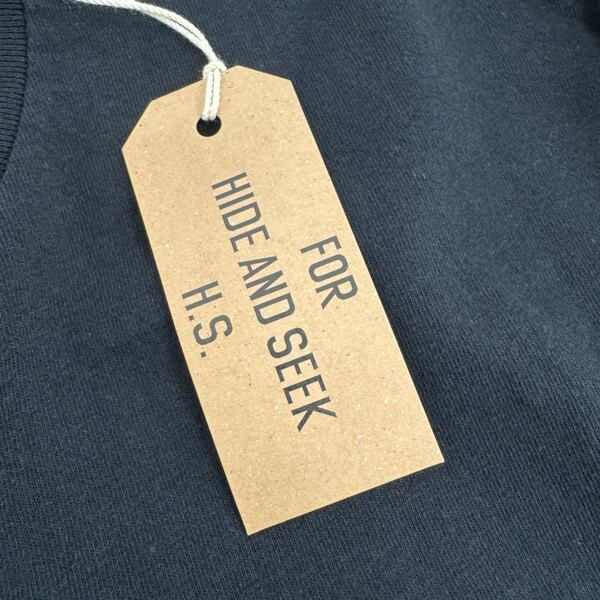 FOR
HIDE AND SEEK
H.S.